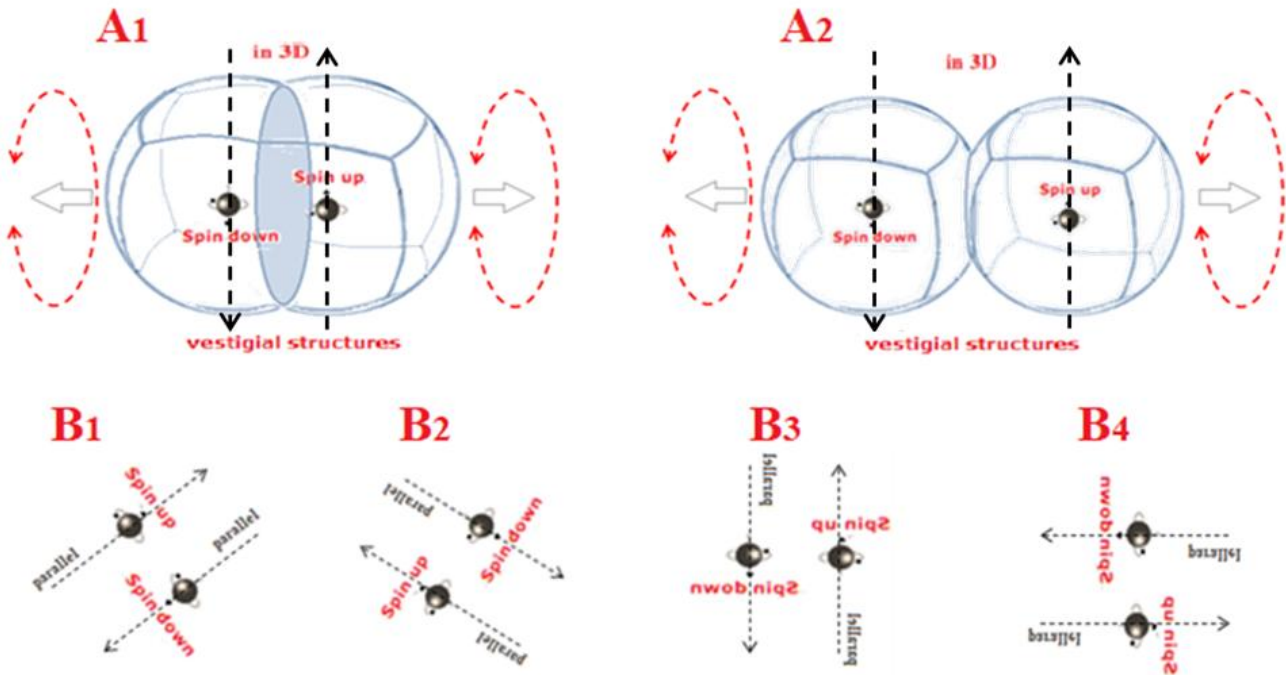 A1
in 3D
Spin up
Spin down
vestigial structures
A2
in 3D
Spin up
Spin down
vestigial structures
B1
Spin up
parallel
parallel
Spin down
B2
parallel
Spin down
Spin up
parallel
B3
parallel
Spin up
Spin down
parallel
B4
Spin down
parallel
parallel
Spin up